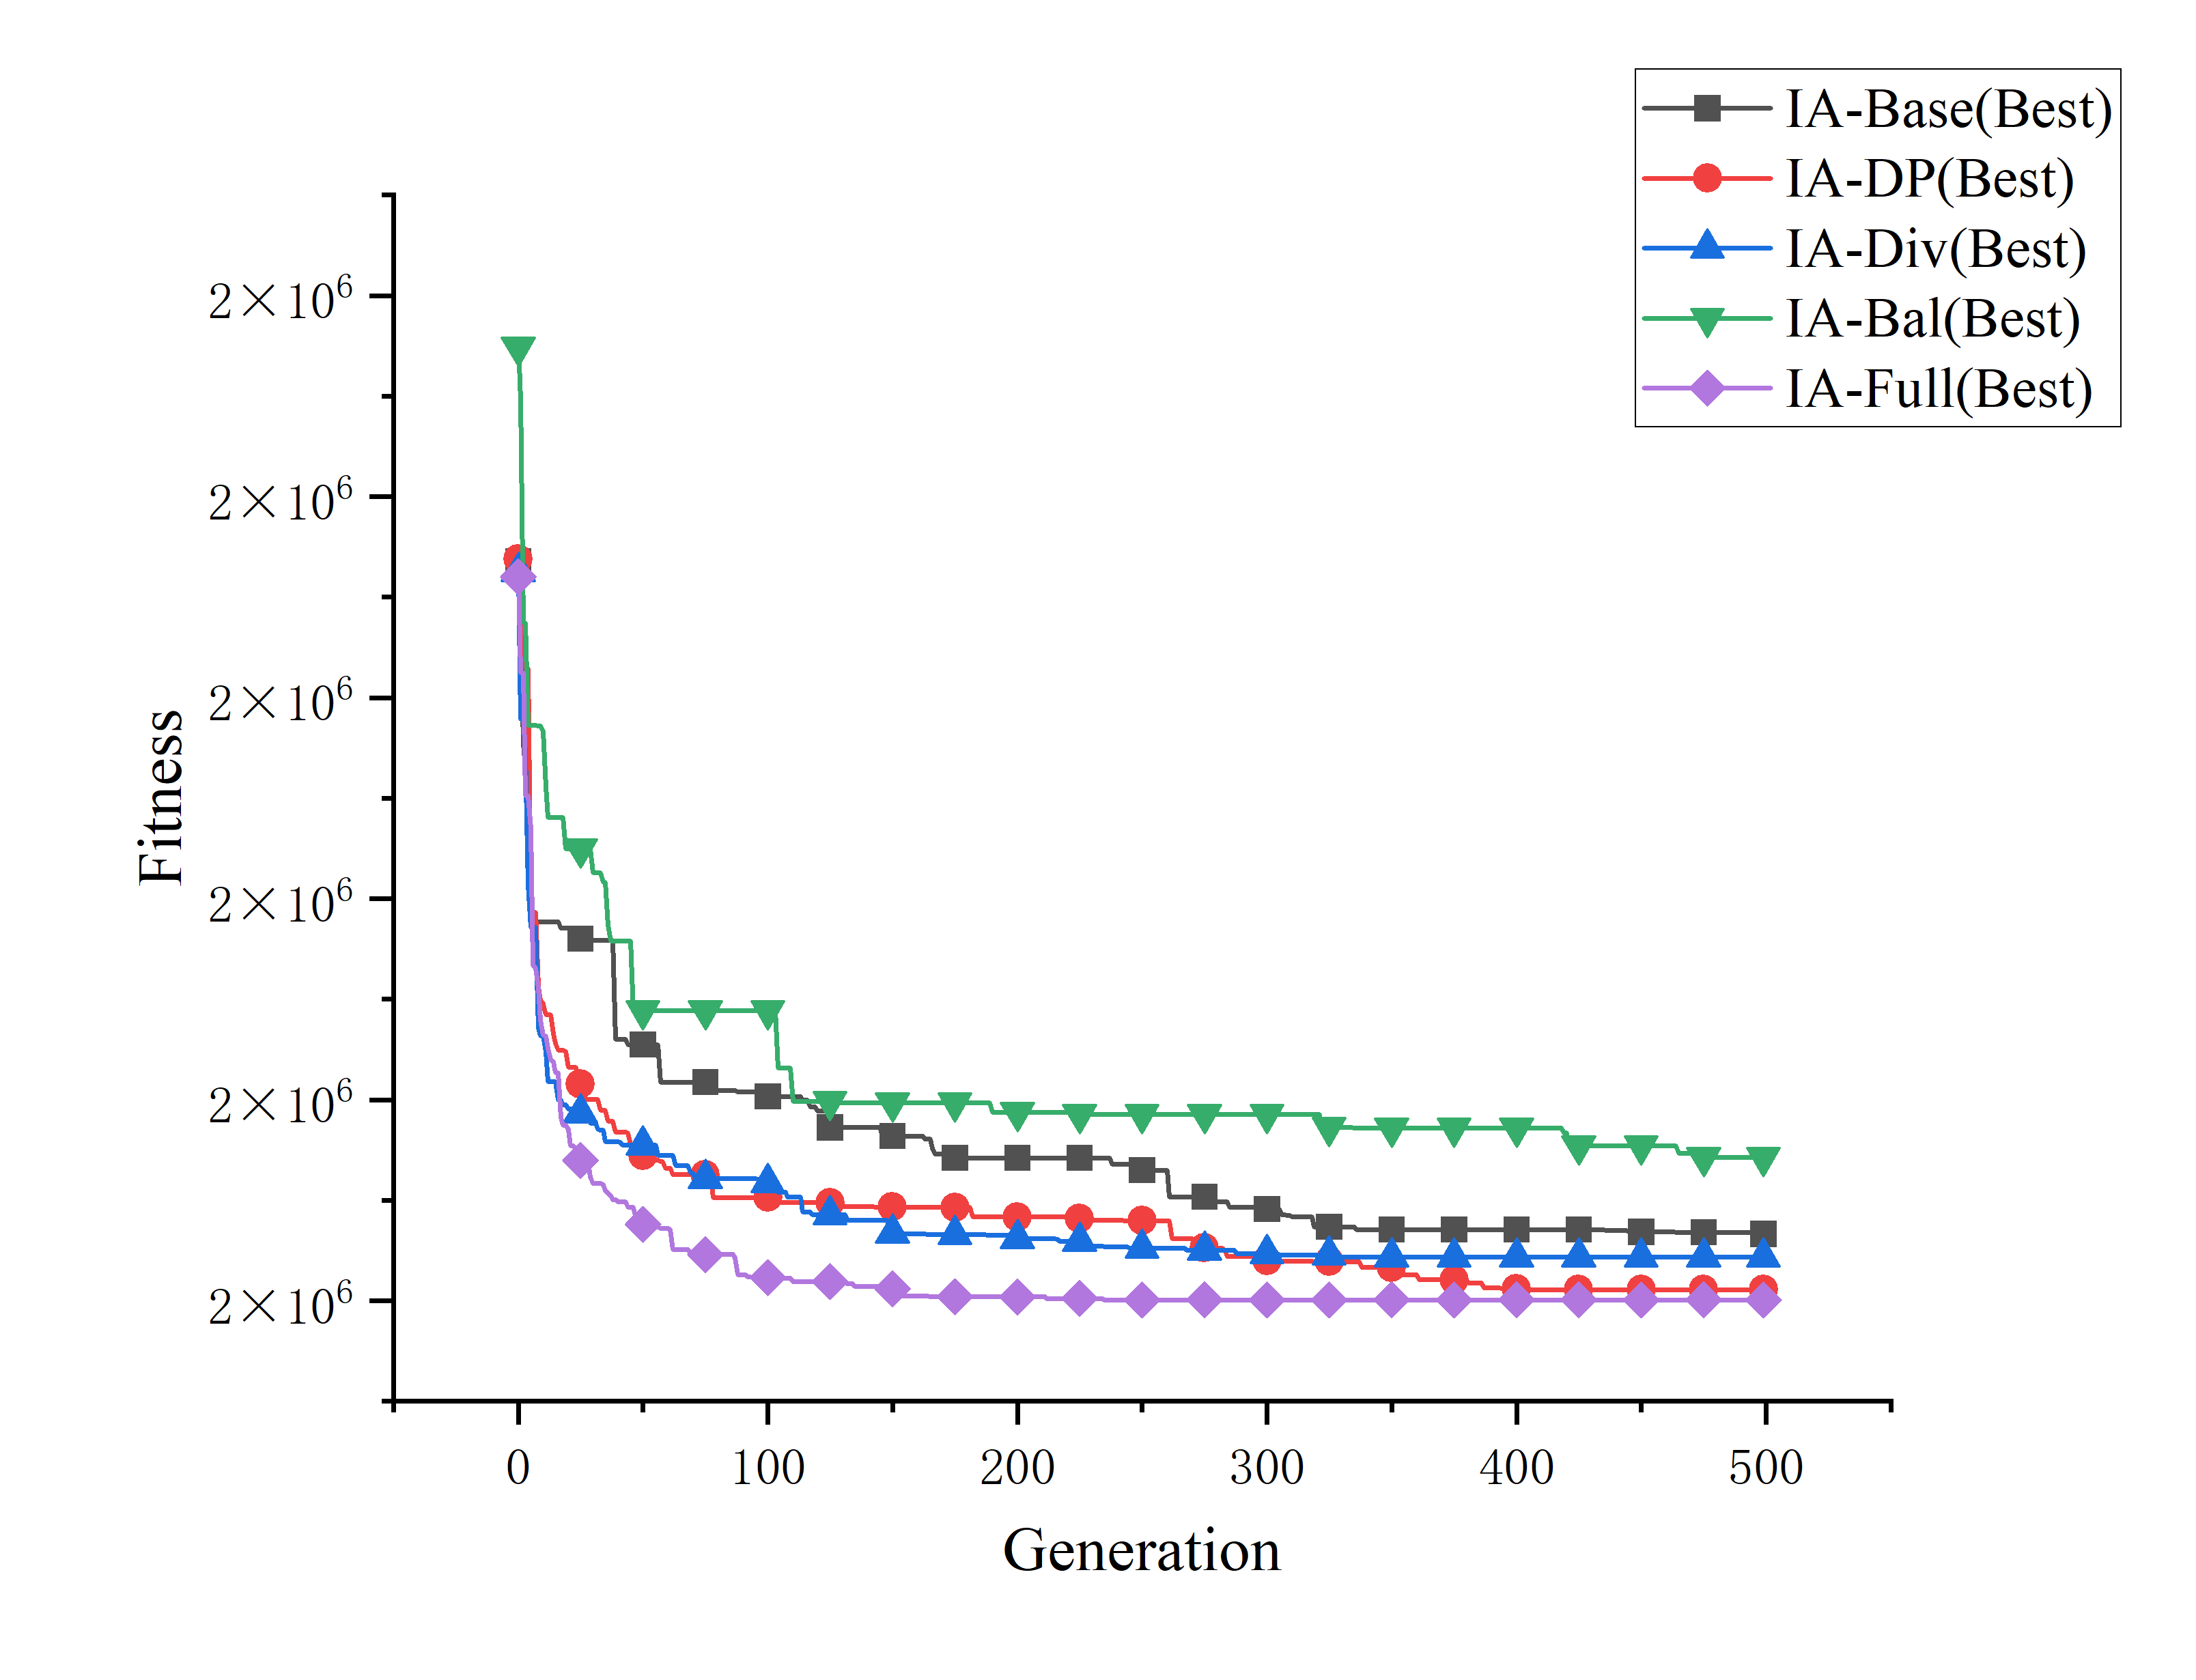 IA-Base(Best)
IA-DP(Best)
IA-Div(Best)
IA-Bal(Best)
IA-Full(Best)
2×10⁶
2×10⁶
2×10⁶
2×10⁶
2×10⁶
2×10⁶
Fitness
0 100 200 300 400 500
Generation